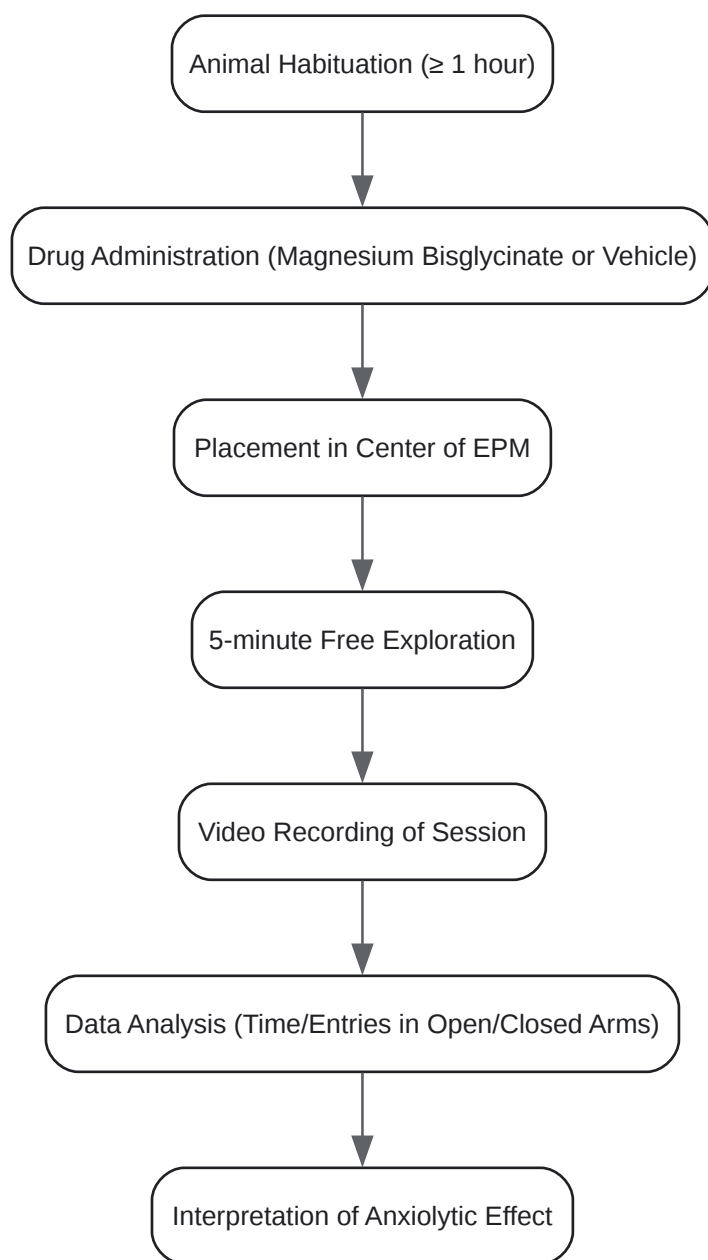 Animal Habituation (≥ 1 hour)
Drug Administration (Magnesium Bisglycinate or Vehicle)
Placement in Center of EPM
5-minute Free Exploration
Video Recording of Session
Data Analysis (Time/Entries in Open/Closed Arms)
Interpretation of Anxiolytic Effect